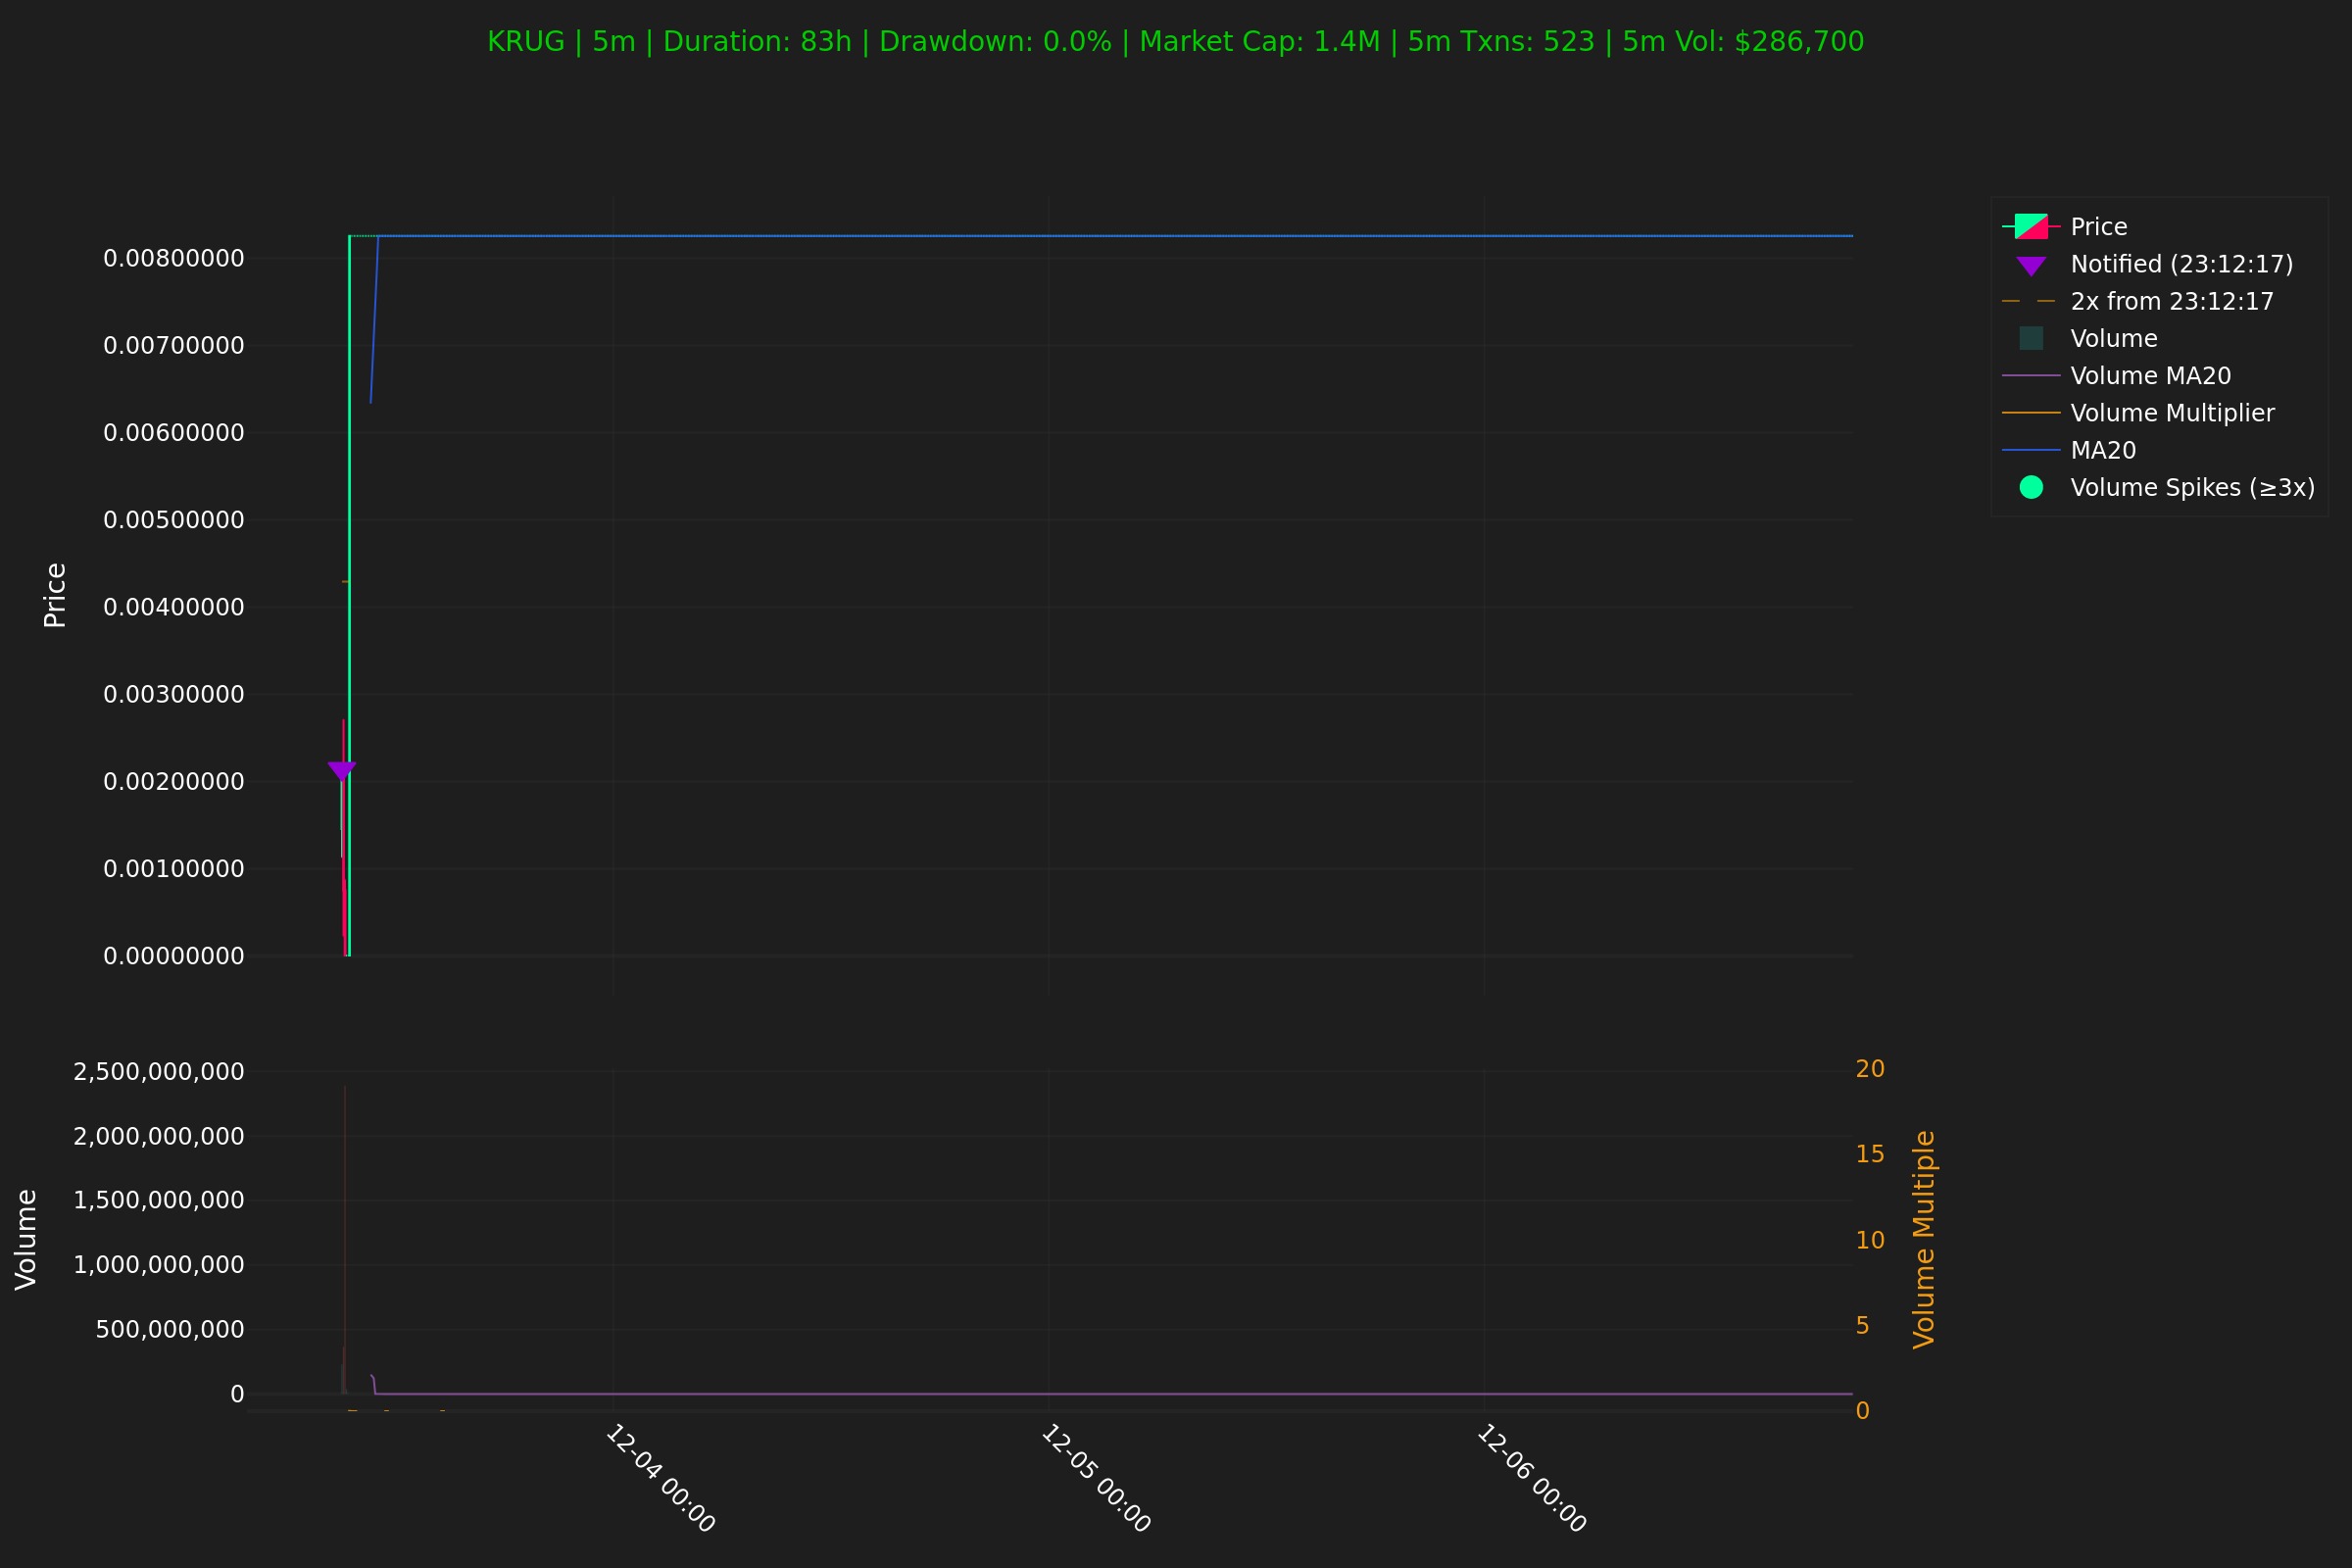 KRUG | 5m | Duration: 83h | Drawdown: 0.0% | Market Cap: 1.4M | 5m Txns: 523 | 5m Vol: $286,700
Price
0.00800000
0.00700000
0.00600000
0.00500000
0.00400000
0.00300000
0.00200000
0.00100000
0.00000000
Price
Notified (23:12:17)
2x from 23:12:17
Volume
Volume MA20
Volume Multiplier
MA20
Volume Spikes (≥3x)
Volume
2,500,000,000
2,000,000,000
1,500,000,000
1,000,000,000
500,000,000
0
20
15
10
5
0
Volume Multiple
12-04 00:00
12-05 00:00
12-06 00:00